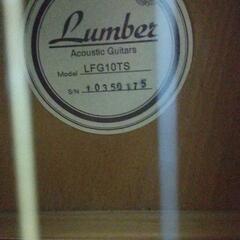 Lumber
Acoustic Guitars
Model LFG10TS
S/N 10350175